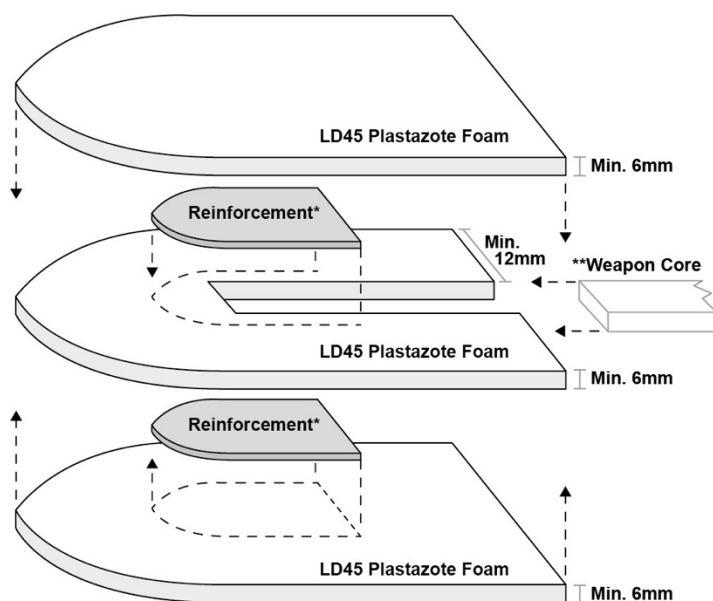 LD45 Plastazote Foam
Min. 6mm
Reinforcement*
Min.
12mm
**Weapon Core
LD45 Plastazote Foam
Min. 6mm
Reinforcement*
LD45 Plastazote Foam
Min. 6mm